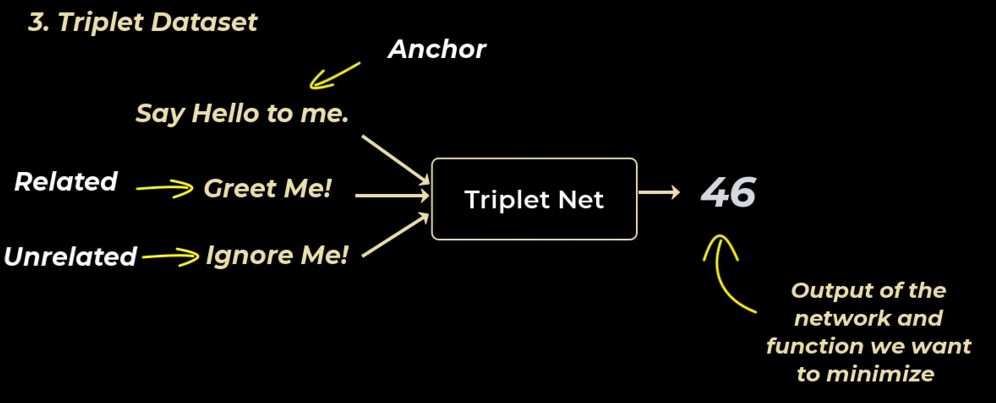 3. Triplet Dataset
Anchor
Say Hello to me.
Related
Greet Me!
Unrelated
Ignore Me!
Triplet Net
46
Output of the
network and
function we want
to minimize